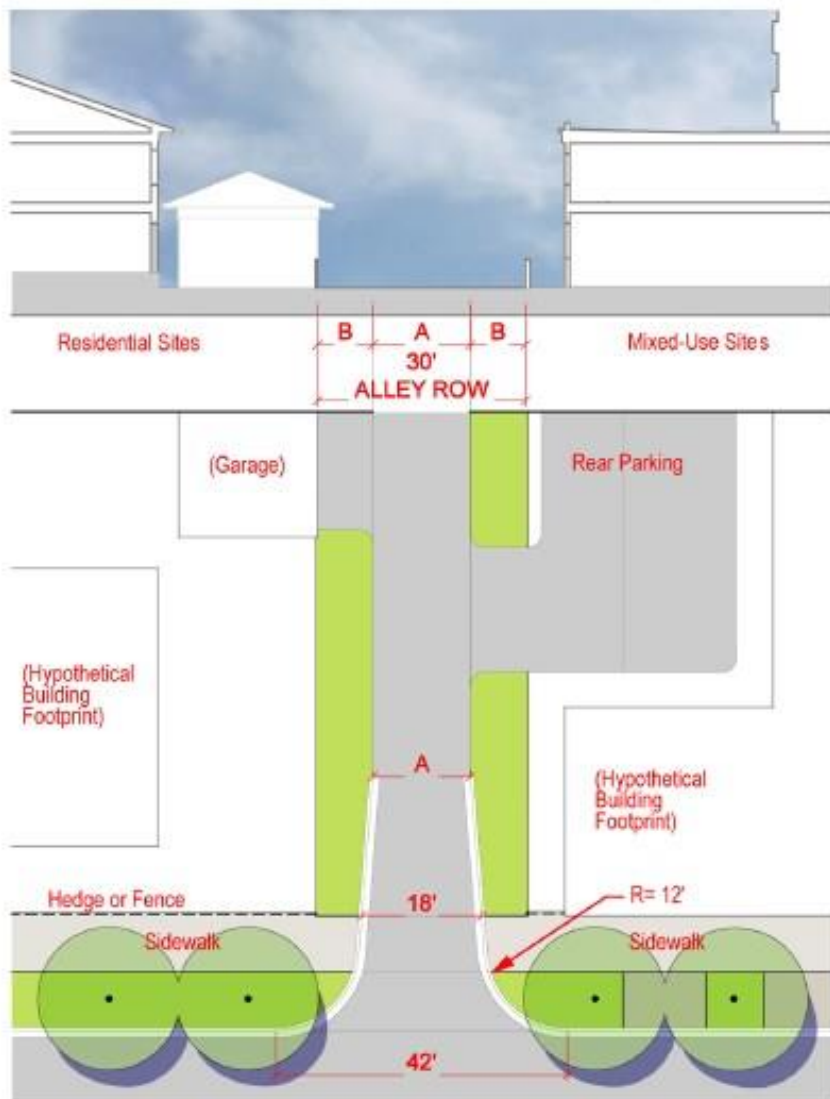 B A B
Residential Sites
Mixed-Use Sites
30'
ALLEY ROW
(Garage)
Rear Parking
(Hypothetical
Building
Footprint)
A
(Hypothetical
Building
Footprint)
Hedge or Fence
18'
R= 12'
Sidewalk
Sidewalk
42'